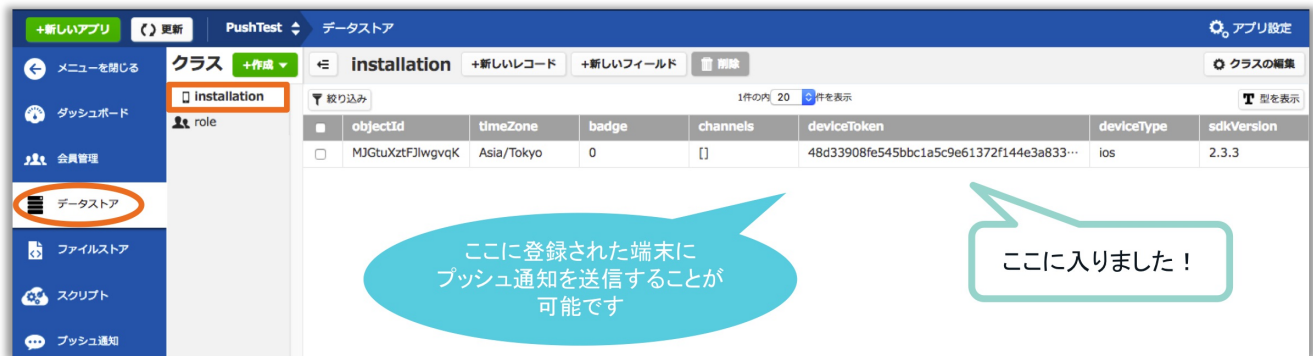 +新しいアプリ 更新 PushTest データストア アプリ設定
メニューを閉じる
ダッシュボード
会員管理
データストア
ファイルストア
スクリプト
プッシュ通知
クラス +作成
installation
role
installation +新しいレコード +新しいフィールド 削除 クラスの編集
絞り込み 1件の内 20 件を表示 型を表示
objectId timeZone badge channels deviceToken deviceType sdkVersion
MJGtuXztFJlwgvqK Asia/Tokyo 0 [] 48d33908fe545bbc1a5c9e61372f144e3a833… ios 2.3.3
ここに登録された端末に
プッシュ通知を送信することが
可能です
ここに入りました！